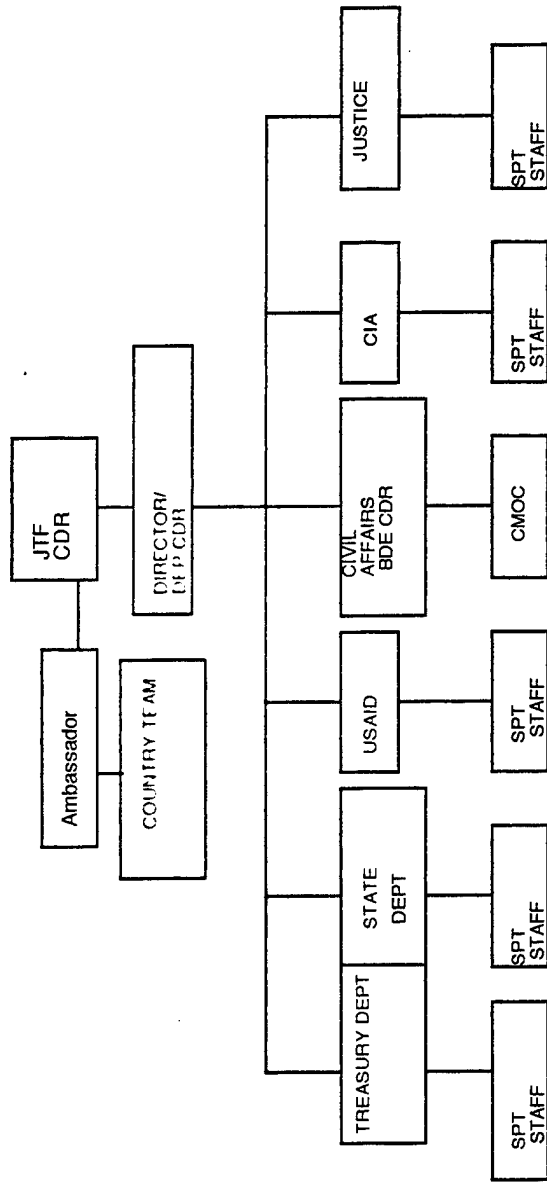 JTF
CDR
Ambassador
DIRECTOR/
DEP CDR
COUNTRY TEAM
TREASURY DEPT
STATE
DEPT
USAID
CIVIL
AFFAIRS
BDE CDR
CIA
JUSTICE
SPT
STAFF
SPT
STAFF
SPT
STAFF
CMOC
SPT
STAFF
SPT
STAFF